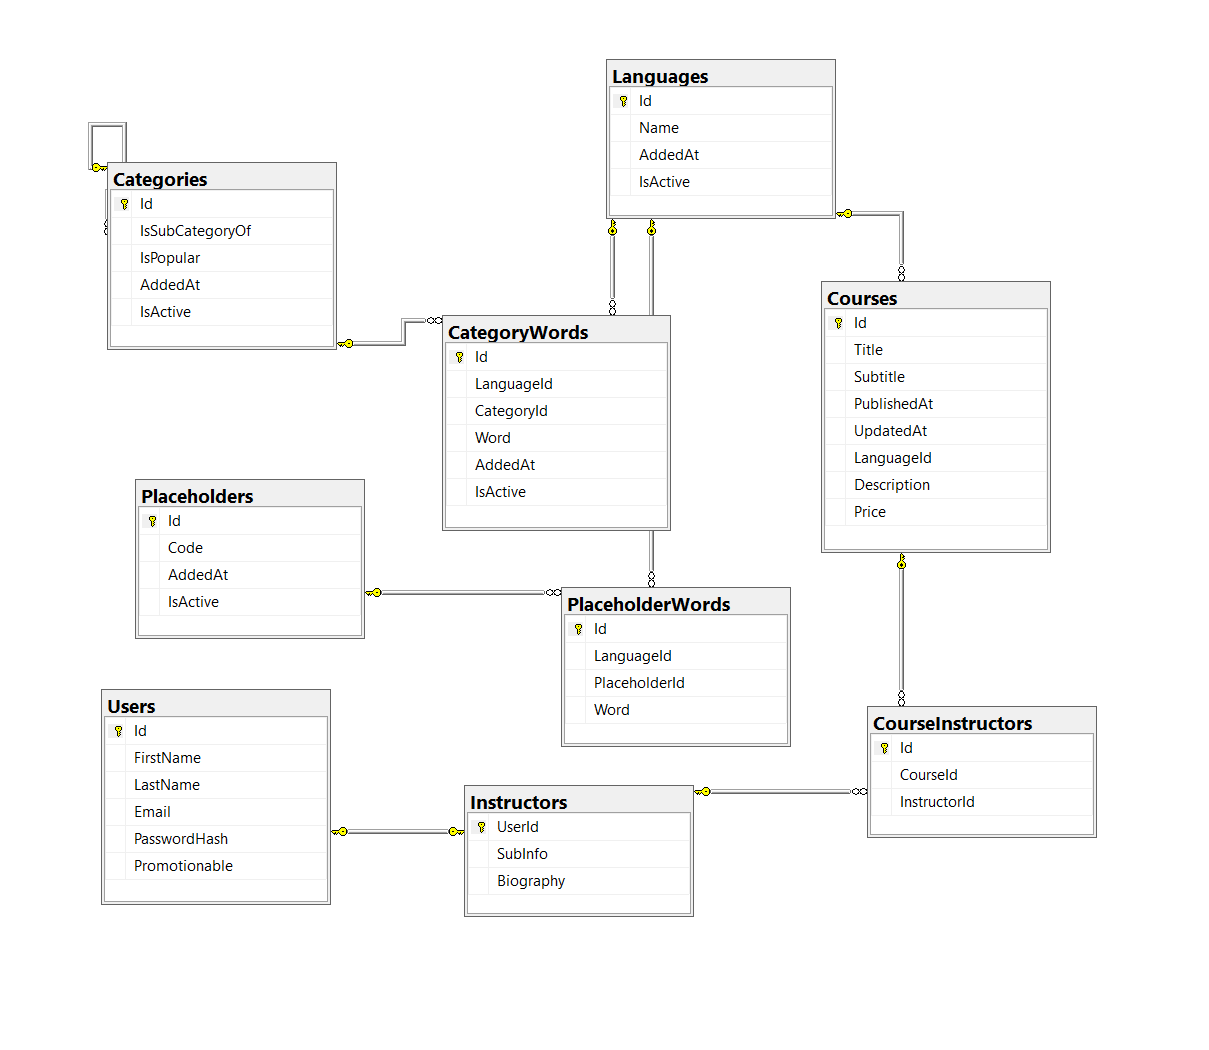 Languages
Id
Name
AddedAt
IsActive
Categories
Id
IsSubCategoryOf
IsPopular
AddedAt
IsActive
Courses
Id
Title
Subtitle
PublishedAt
UpdatedAt
LanguageId
Description
Price
CategoryWords
Id
LanguageId
CategoryId
Word
AddedAt
IsActive
Placeholders
Id
Code
AddedAt
IsActive
PlaceholderWords
Id
LanguageId
PlaceholderId
Word
Users
Id
FirstName
LastName
Email
PasswordHash
Promotionable
CourseInstructors
Id
CourseId
InstructorId
Instructors
UserId
SubInfo
Biography